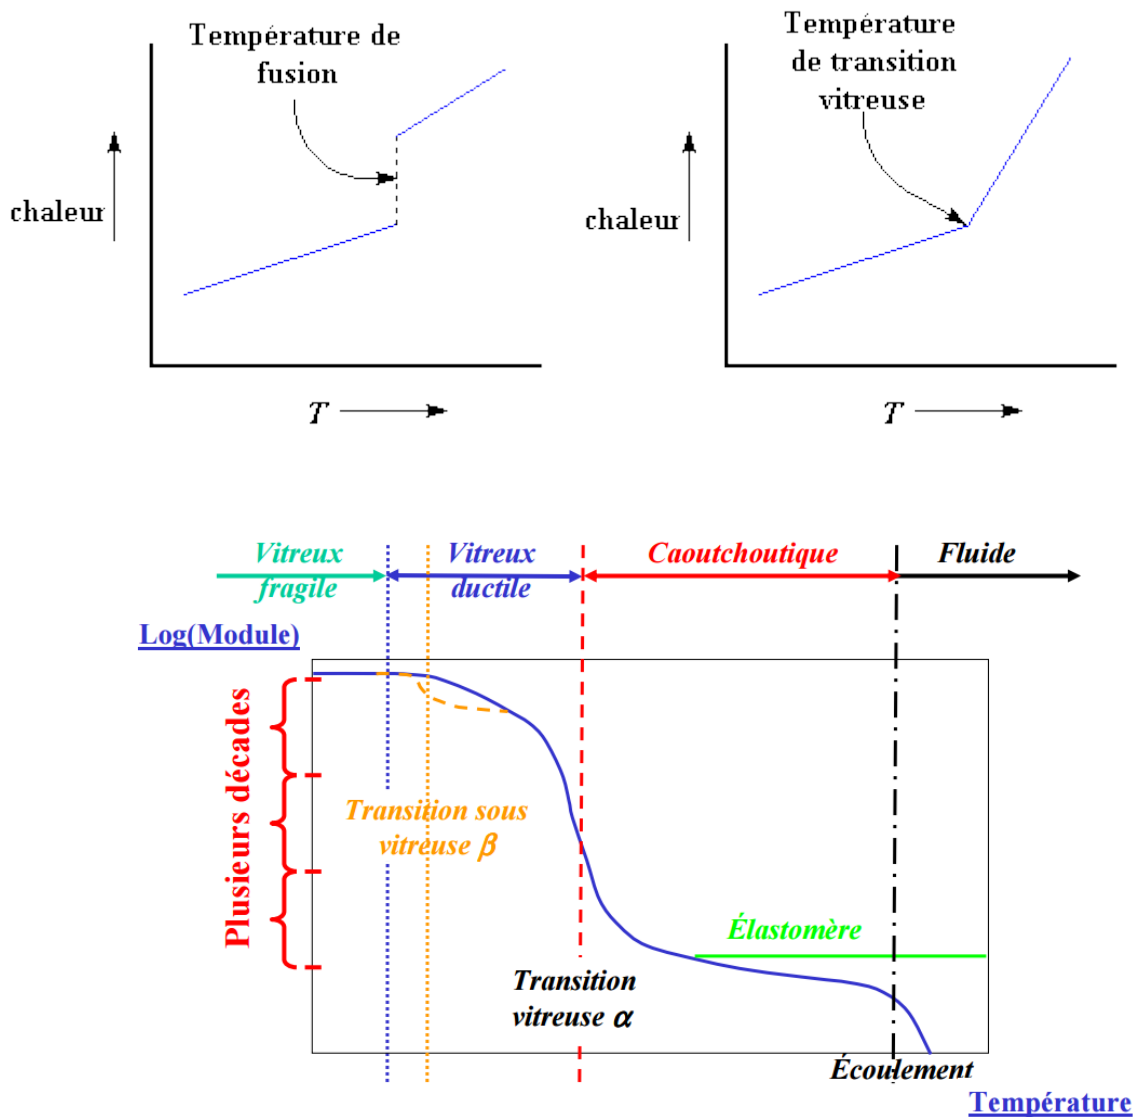 Température de
fusion
chaleur
T
Température
de transition
vitreuse
chaleur
T
Vitreux
fragile
Vitreux
ductile
Caoutchoutique
Fluide
Log(Module)
Plusieurs décades
Transition sous
vitreuse β
Élastomère
Transition
vitreuse α
Écoulement
Température